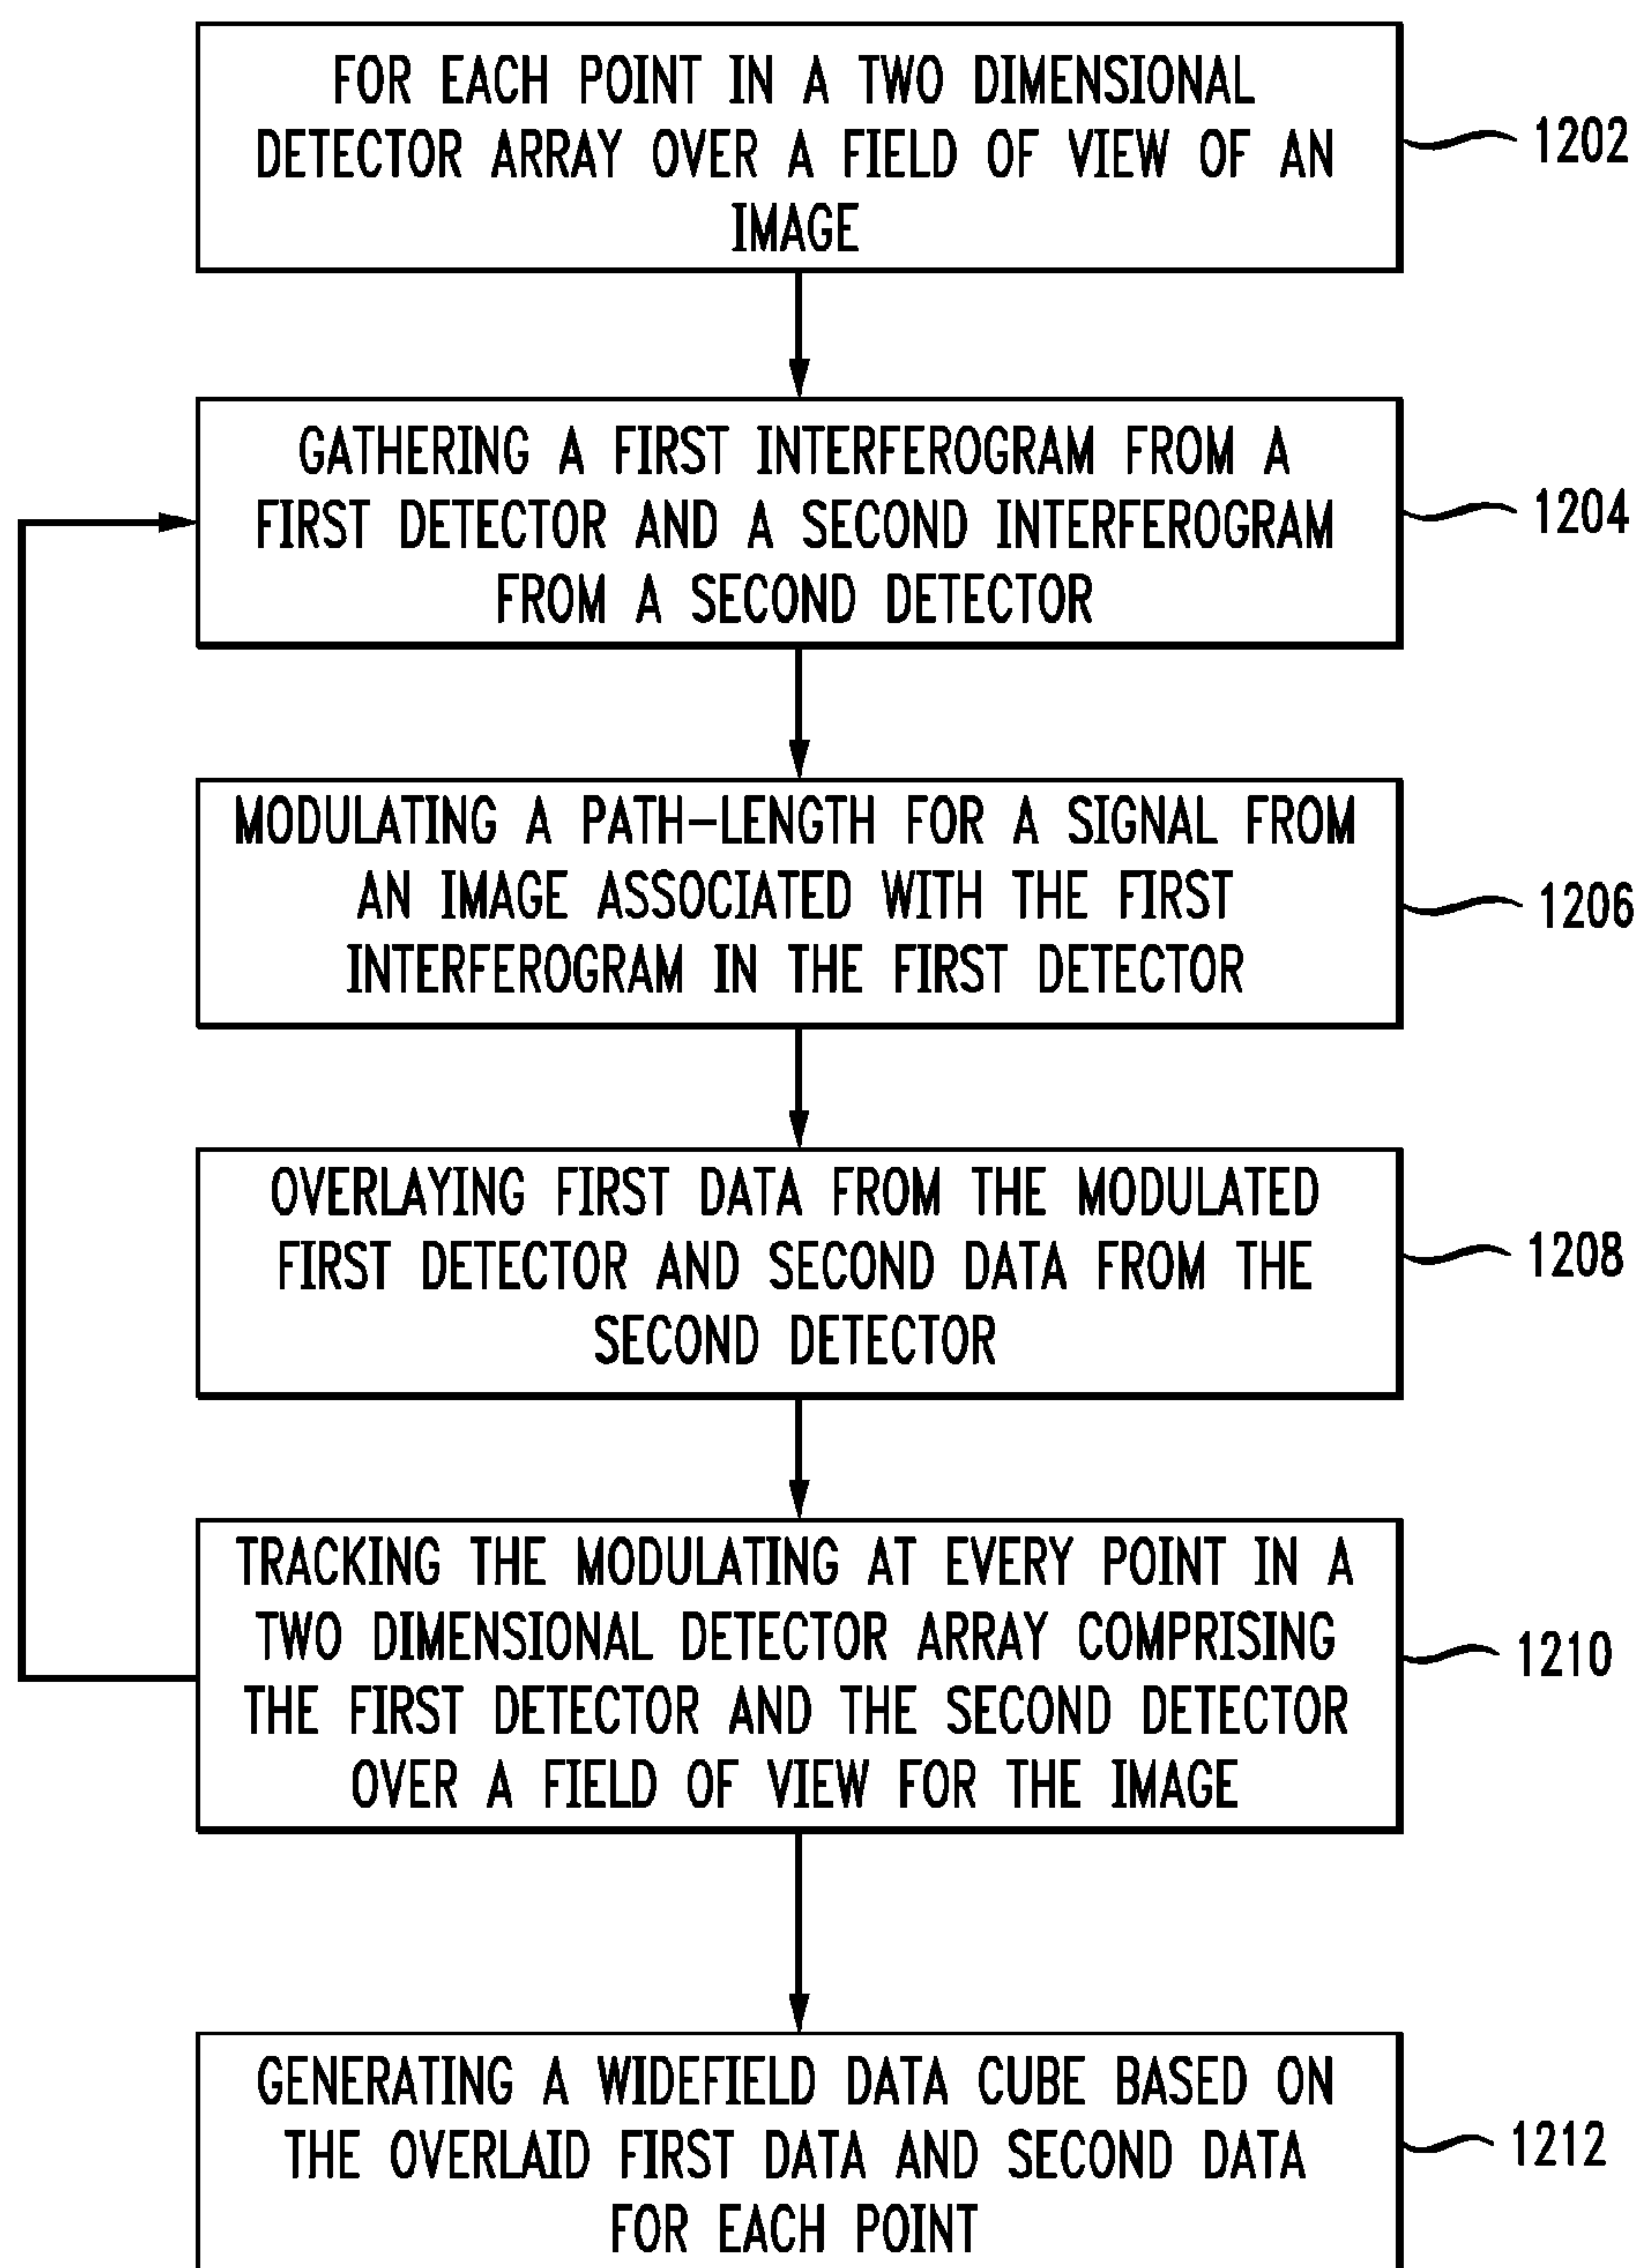 FOR EACH POINT IN A TWO DIMENSIONAL
DETECTOR ARRAY OVER A FIELD OF VIEW OF AN
IMAGE
1202
GATHERING A FIRST INTERFEROGRAM FROM A
FIRST DETECTOR AND A SECOND INTERFEROGRAM
FROM A SECOND DETECTOR
1204
MODULATING A PATH-LENGTH FOR A SIGNAL FROM
AN IMAGE ASSOCIATED WITH THE FIRST
INTERFEROGRAM IN THE FIRST DETECTOR
1206
OVERLAYING FIRST DATA FROM THE MODULATED
FIRST DETECTOR AND SECOND DATA FROM THE
SECOND DETECTOR
1208
TRACKING THE MODULATING AT EVERY POINT IN A
TWO DIMENSIONAL DETECTOR ARRAY COMPRISING
THE FIRST DETECTOR AND THE SECOND DETECTOR
OVER A FIELD OF VIEW FOR THE IMAGE
1210
GENERATING A WIDEFIELD DATA CUBE BASED ON
THE OVERLAID FIRST DATA AND SECOND DATA
FOR EACH POINT
1212